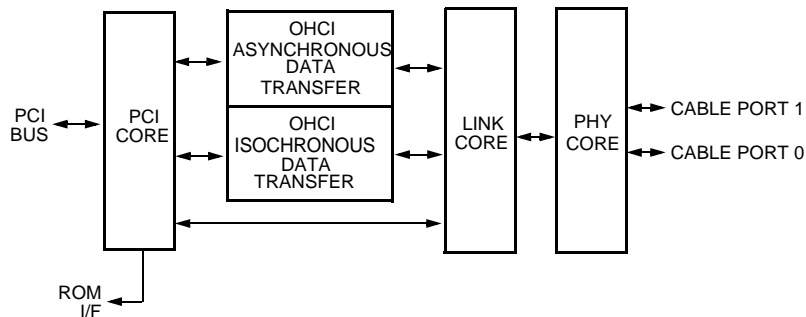 OHCI
ASYNCHRONOUS
DATA
TRANSFER
PCI
BUS
PCI
CORE
OHCI
ISOCHRONOUS
DATA
TRANSFER
LINK
CORE
PHY
CORE
CABLE PORT 1
CABLE PORT 0
ROM
I/F